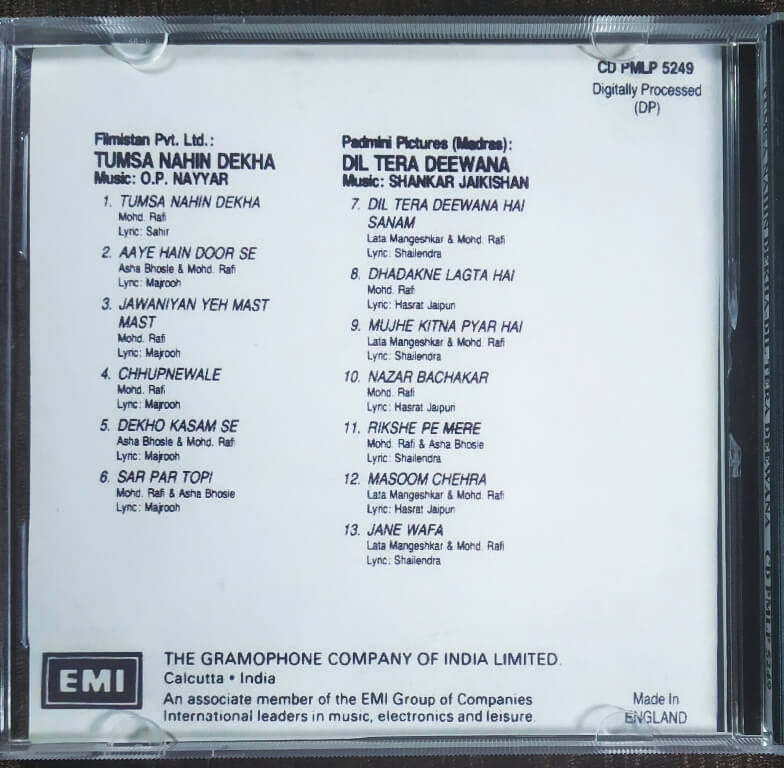 CD PMLP 5249
Digitally Processed
(DP)
Filmistan Pvt. Ltd.:
TUMSA NAHIN DEKHA
Music: O.P. NAYYAR
1. TUMSA NAHIN DEKHA
Mohd. Rafi
Lyric: Sahir
2. AAYE HAIN DOOR SE
Asha Bhosle & Mohd. Rafi
Lyric: Majrooh
3. JAWANIYAN YEH MAST
MAST
Mohd. Rafi
Lyric: Majrooh
4. CHHUPNEWALE
Mohd. Rafi
Lyric: Majrooh
5. DEKHO KASAM SE
Asha Bhosle & Mohd. Rafi
Lyric: Majrooh
6. SAR PAR TOPI
Mohd. Rafi & Asha Bhosle
Lyric: Majrooh
Padmini Pictures (Madras):
DIL TERA DEEWANA
Music: SHANKAR JAIKISHAN
7. DIL TERA DEEWANA HAI
SANAM
Lata Mangeshkar & Mohd. Rafi
Lyric: Shailendra
8. DHADAKNE LAGTA HAI
Mohd. Rafi
Lyric: Hasrat Jaipuri
9. MUJHE KITNA PYAR HAI
Lata Mangeshkar & Mohd. Rafi
Lyric: Shailendra
10. NAZAR BACHAKAR
Mohd. Rafi
Lyric: Hasrat Jaipuri
11. RIKSHE PE MERE
Mohd. Rafi & Asha Bhosle
Lyric: Shailendra
12. MASOOM CHEHRA
Lata Mangeshkar & Mohd. Rafi
Lyric: Hasrat Jaipuri
13. JANE WAFA
Lata Mangeshkar & Mohd. Rafi
Lyric: Shailendra
EMI
THE GRAMOPHONE COMPANY OF INDIA LIMITED.
Calcutta • India
An associate member of the EMI Group of Companies
International leaders in music, electronics and leisure.
Made In
ENGLAND
TUMSA NAHIN DEKHA/DIL TERA DEEWANA CD PMLP 5249